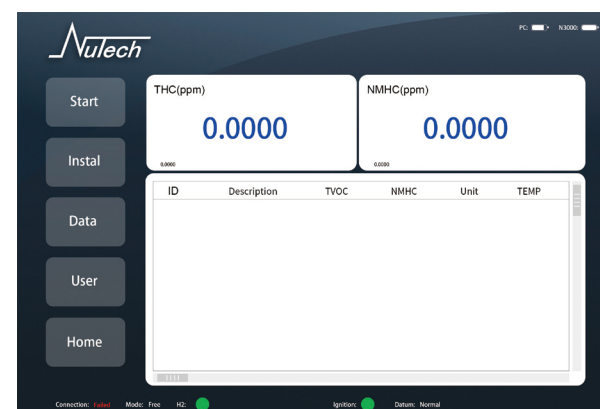 Nutech
PC: N3000:
Start
THC(ppm)
0.0000
0.0000
NMHC(ppm)
0.0000
0.0000
Instal
Data
User
Home
ID Description TVOC NMHC Unit TEMP
Connection: Failed Mode: Free H2: Ignition: Datum: Normal